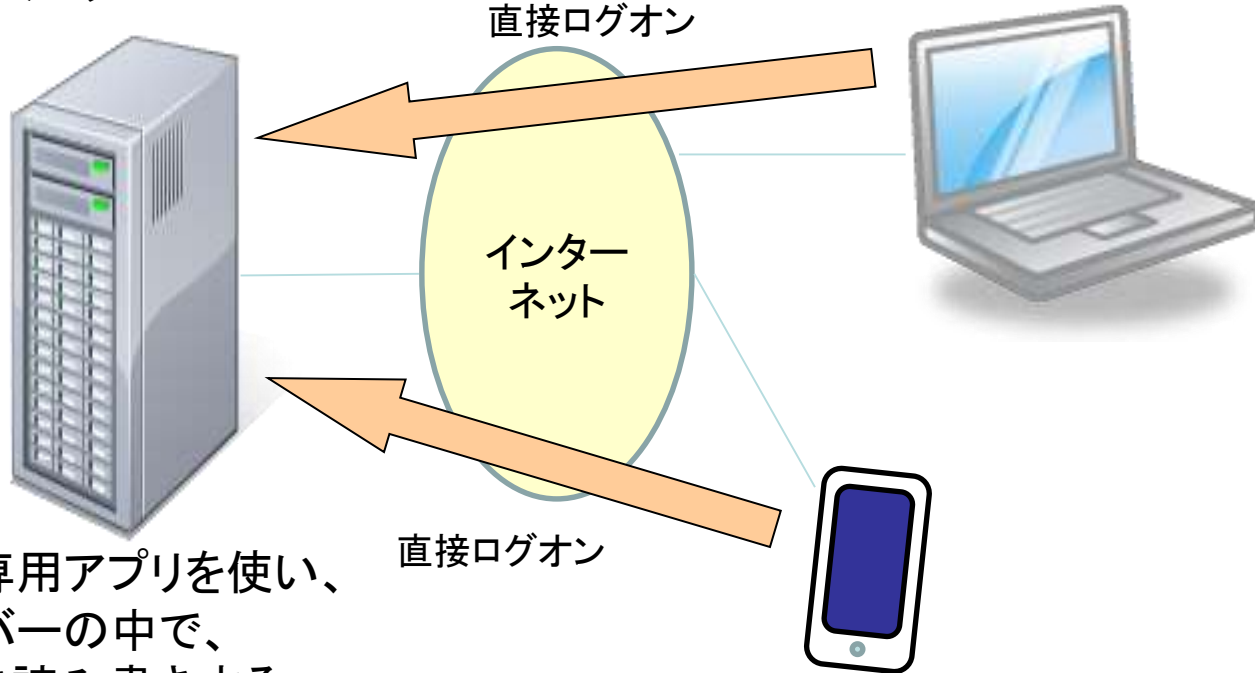 直接ログオン
インター
ネット
直接ログオン
専用アプリを使い、
バーの中で、